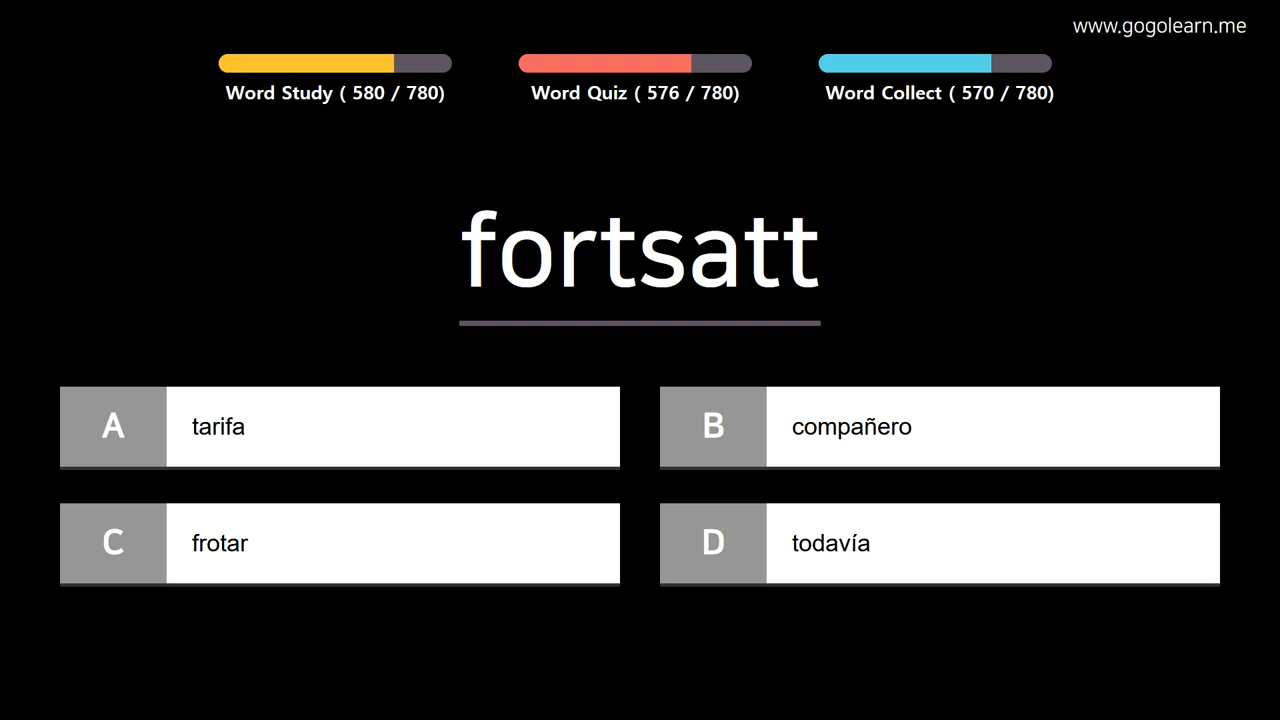 www.gogolearn.me
Word Study ( 580 / 780)
Word Quiz ( 576 / 780)
Word Collect ( 570 / 780)
fortsatt
A tarifa
B compañero
C frotar
D todavía